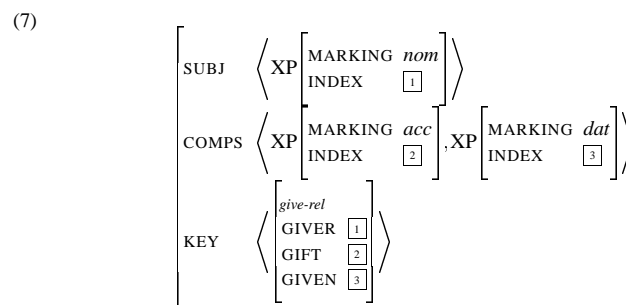 (7)
SUBJ ⟨ XP [ MARKING nom
INDEX 1 ] ⟩
COMPS ⟨ XP [ MARKING acc
INDEX 2 ] , XP [ MARKING dat
INDEX 3 ] ⟩
give-rel
GIVER 1
KEY ⟨ GIFT 2 ⟩
GIVEN 3